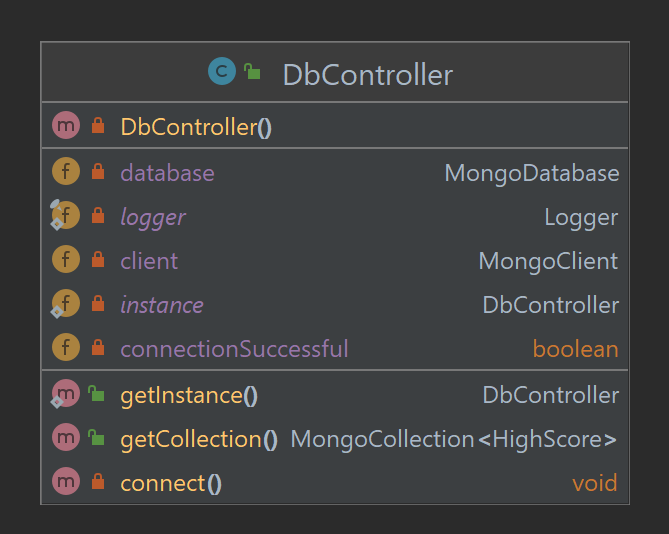 C DbController
m DbController()
f database MongoDatabase
f logger Logger
f client MongoClient
f instance DbController
f connectionSuccessful boolean
m getInstance() DbController
m getCollection() MongoCollection<HighScore>
m connect() void